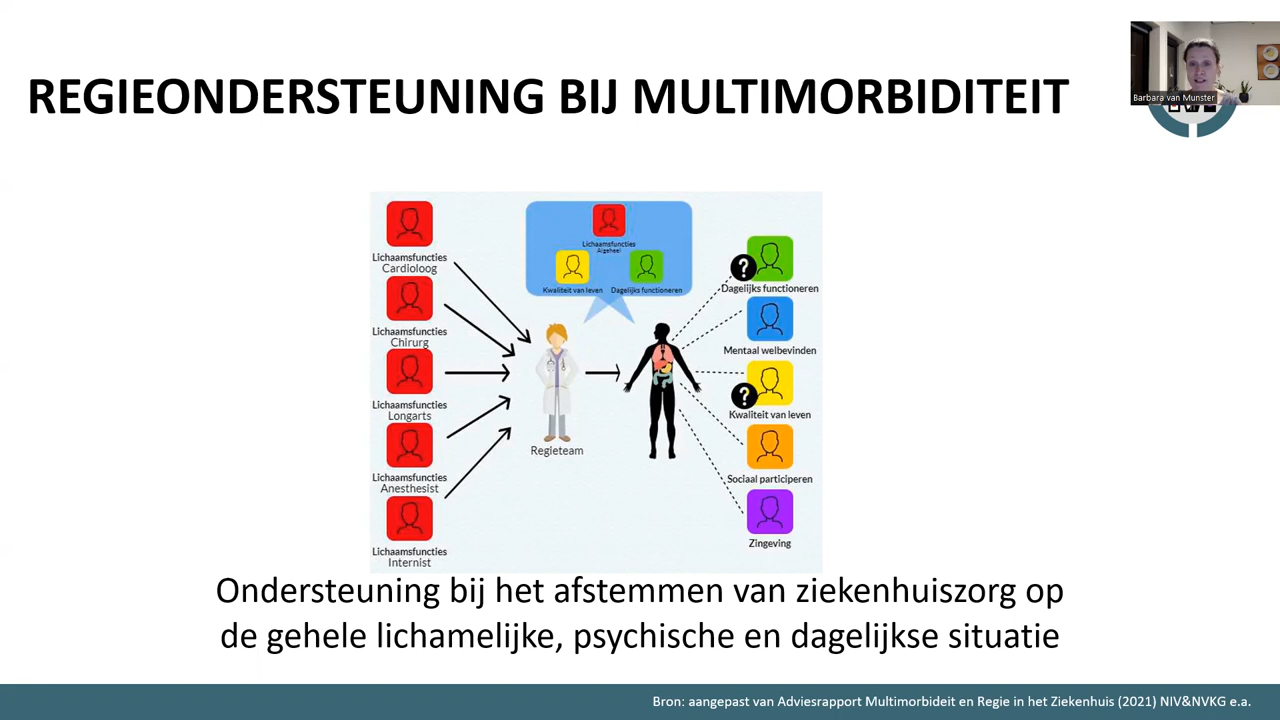 REGIEONDERSTEUNING BIJ MULTIMORBIDITEIT
Barbara van Munster
Lichaamsfuncties
Cardioloog
Lichaamsfuncties
Chirurg
Lichaamsfuncties
Longarts
Lichaamsfuncties
Anesthesist
Lichaamsfuncties
Internist
Lichaamsfuncties
Algeheel
Kwaliteit van leven
Dagelijks functioneren
Regieteam
?
Dagelijks functioneren
Mentaal welbevinden
?
Kwaliteit van leven
Sociaal participeren
Zingeving
Ondersteuning bij het afstemmen van ziekenhuiszorg op
de gehele lichamelijke, psychische en dagelijkse situatie
Bron: aangepast van Adviesrapport Multimorbideit en Regie in het Ziekenhuis (2021) NIV&NVKG e.a.